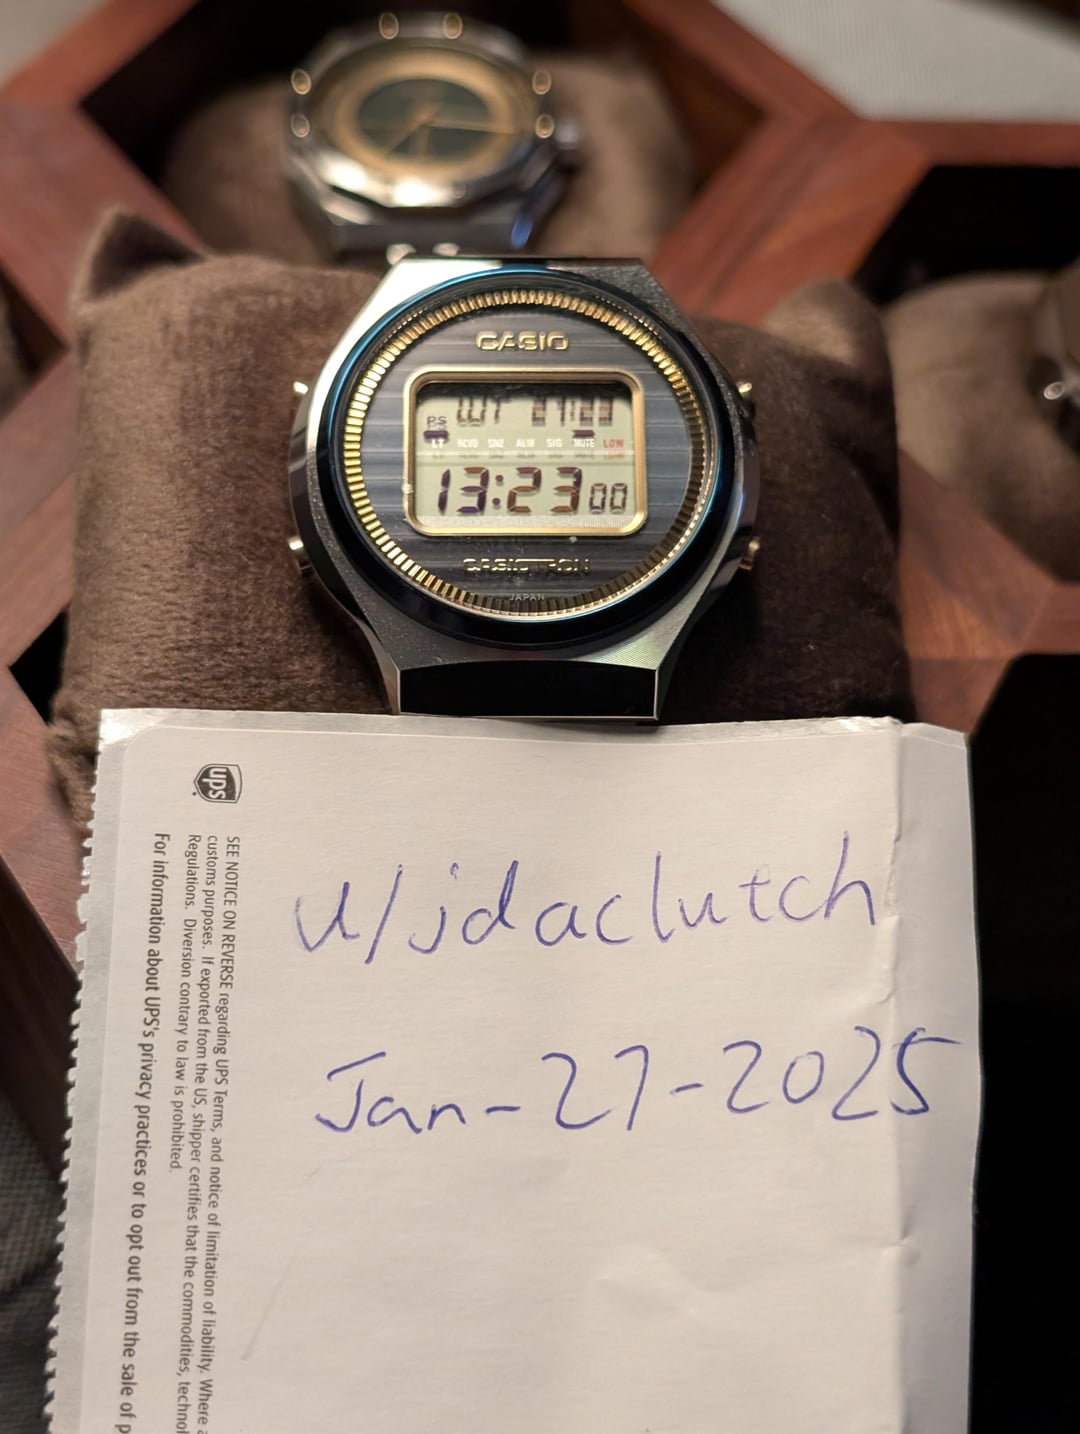 CASIO
PS
LT RCVD SNZ ALM SIG MUTE LOW
13:23 00
CASIOTRON
JAPAN
ups
SEE NOTICE ON REVERSE regarding UPS Terms, and notice of limitation of liability. Where a
customs purposes. If exported from the US, shipper certifies that the commodities, technol
Regulations. Diversion contrary to law is prohibited.
For information about UPS's privacy practices or to opt out from the sale of p
u/jdaclutch
Jan-27-2025